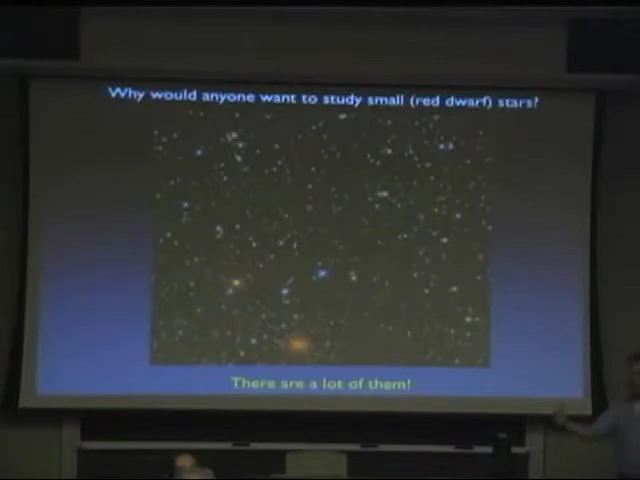 Why would anyone want to study small (red dwarf) stars?
There are a lot of them!